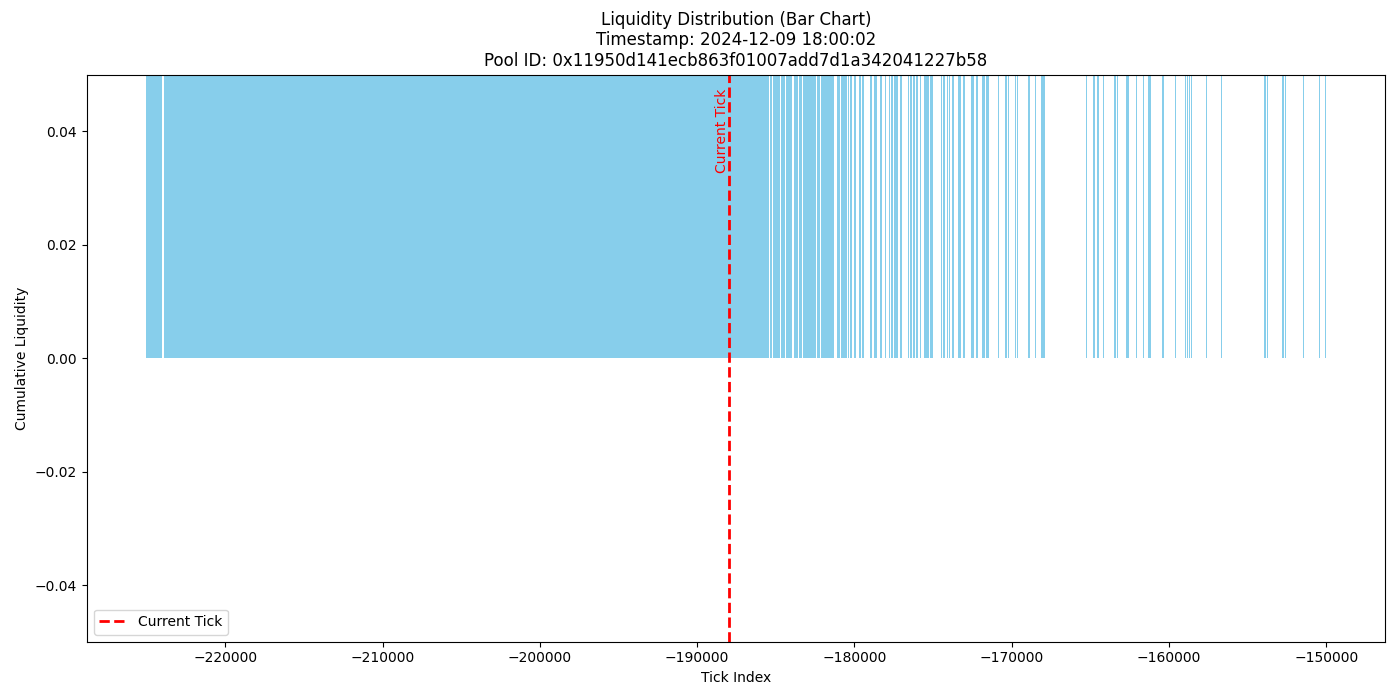 Liquidity Distribution (Bar Chart)
Timestamp: 2024-12-09 18:00:02
Pool ID: 0x11950d141ecb863f01007add7d1a342041227b58
Cumulative Liquidity
0.04
0.02
0.00
−0.02
−0.04
Current Tick
Current Tick
−220000
−210000
−200000
−190000
−180000
−170000
−160000
−150000
Tick Index